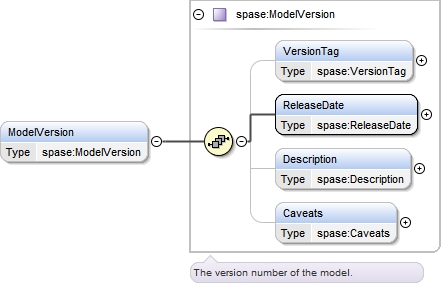 spase:ModelVersion
VersionTag
Type spase:VersionTag
ReleaseDate
Type spase:ReleaseDate
ModelVersion
Type spase:ModelVersion
Description
Type spase:Description
Caveats
Type spase:Caveats
The version number of the model.